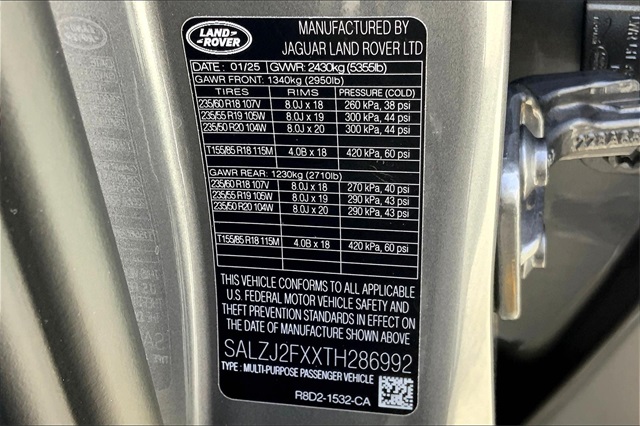 LAND
ROVER
MANUFACTURED BY
JAGUAR LAND ROVER LTD
DATE : 01/25 GVWR: 2430kg (5355lb)
GAWR FRONT: 1340kg (2950lb)
TIRES RIMS PRESSURE (COLD)
235/60 R18 107V 8.0J x 18 260 kPa, 38 psi
235/55 R19 105W 8.0J x 19 300 kPa, 44 psi
235/50 R20 104W 8.0J x 20 300 kPa, 44 psi
T155/85 R18 115M 4.0B x 18 420 kPa, 60 psi
GAWR REAR: 1230kg (2710lb)
235/60 R18 107V 8.0J x 18 270 kPa, 40 psi
235/55 R19 105W 8.0J x 19 290 kPa, 43 psi
235/50 R20 104W 8.0J x 20 290 kPa, 43 psi
T155/85 R18 115M 4.0B x 18 420 kPa, 60 psi
THIS VEHICLE CONFORMS TO ALL APPLICABLE
U.S. FEDERAL MOTOR VEHICLE SAFETY AND
THEFT PREVENTION STANDARDS IN EFFECT ON
THE DATE OF MANUFACTURE SHOWN ABOVE
SALZJ2FXXTH286992
TYPE : MULTI-PURPOSE PASSENGER VEHICLE
R8D2-1532-CA